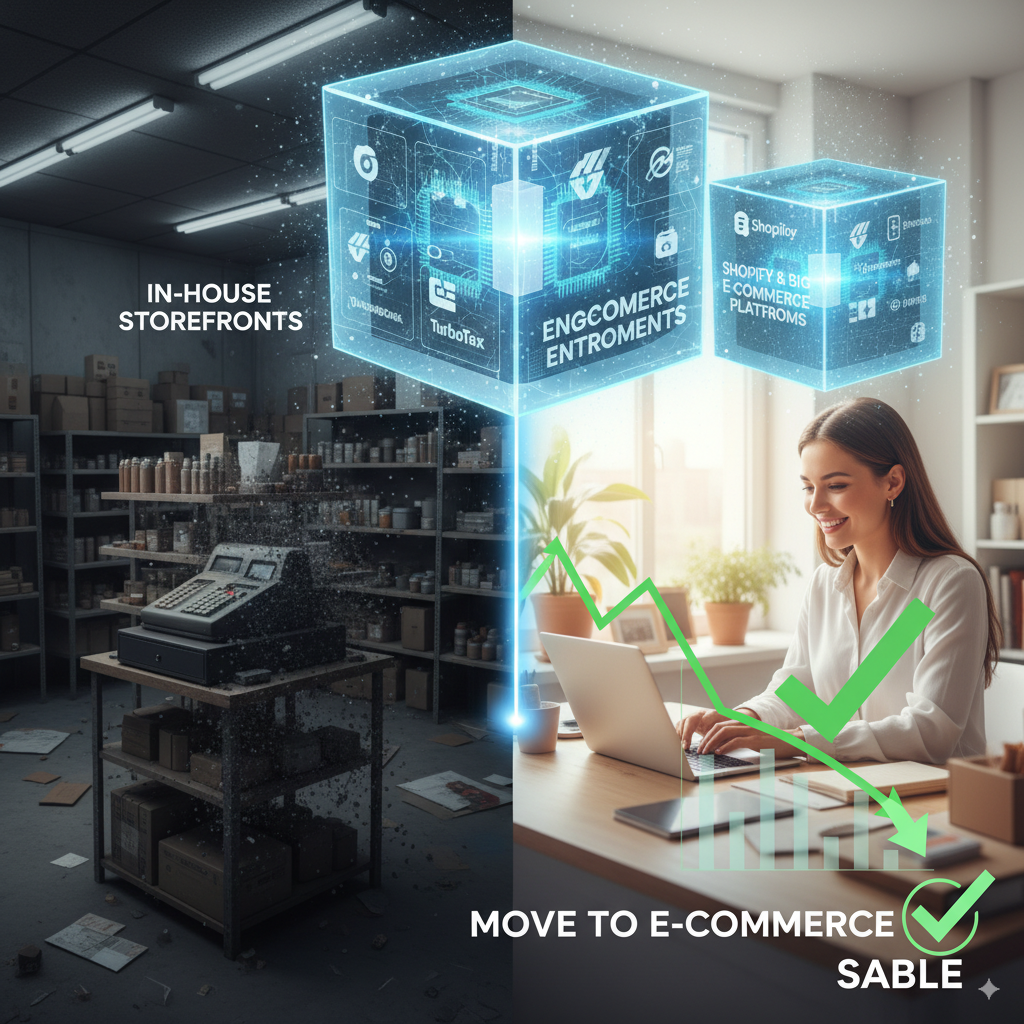 IN-HOUSE
STOREFRONTS
TurboTax
ENGCOMERCE
ENTROMENTS
Shopiloy
SHOPIFY & BIG
E COMMERCE
PLATFROMS
MOVE TO E-COMMERCE
SABLE